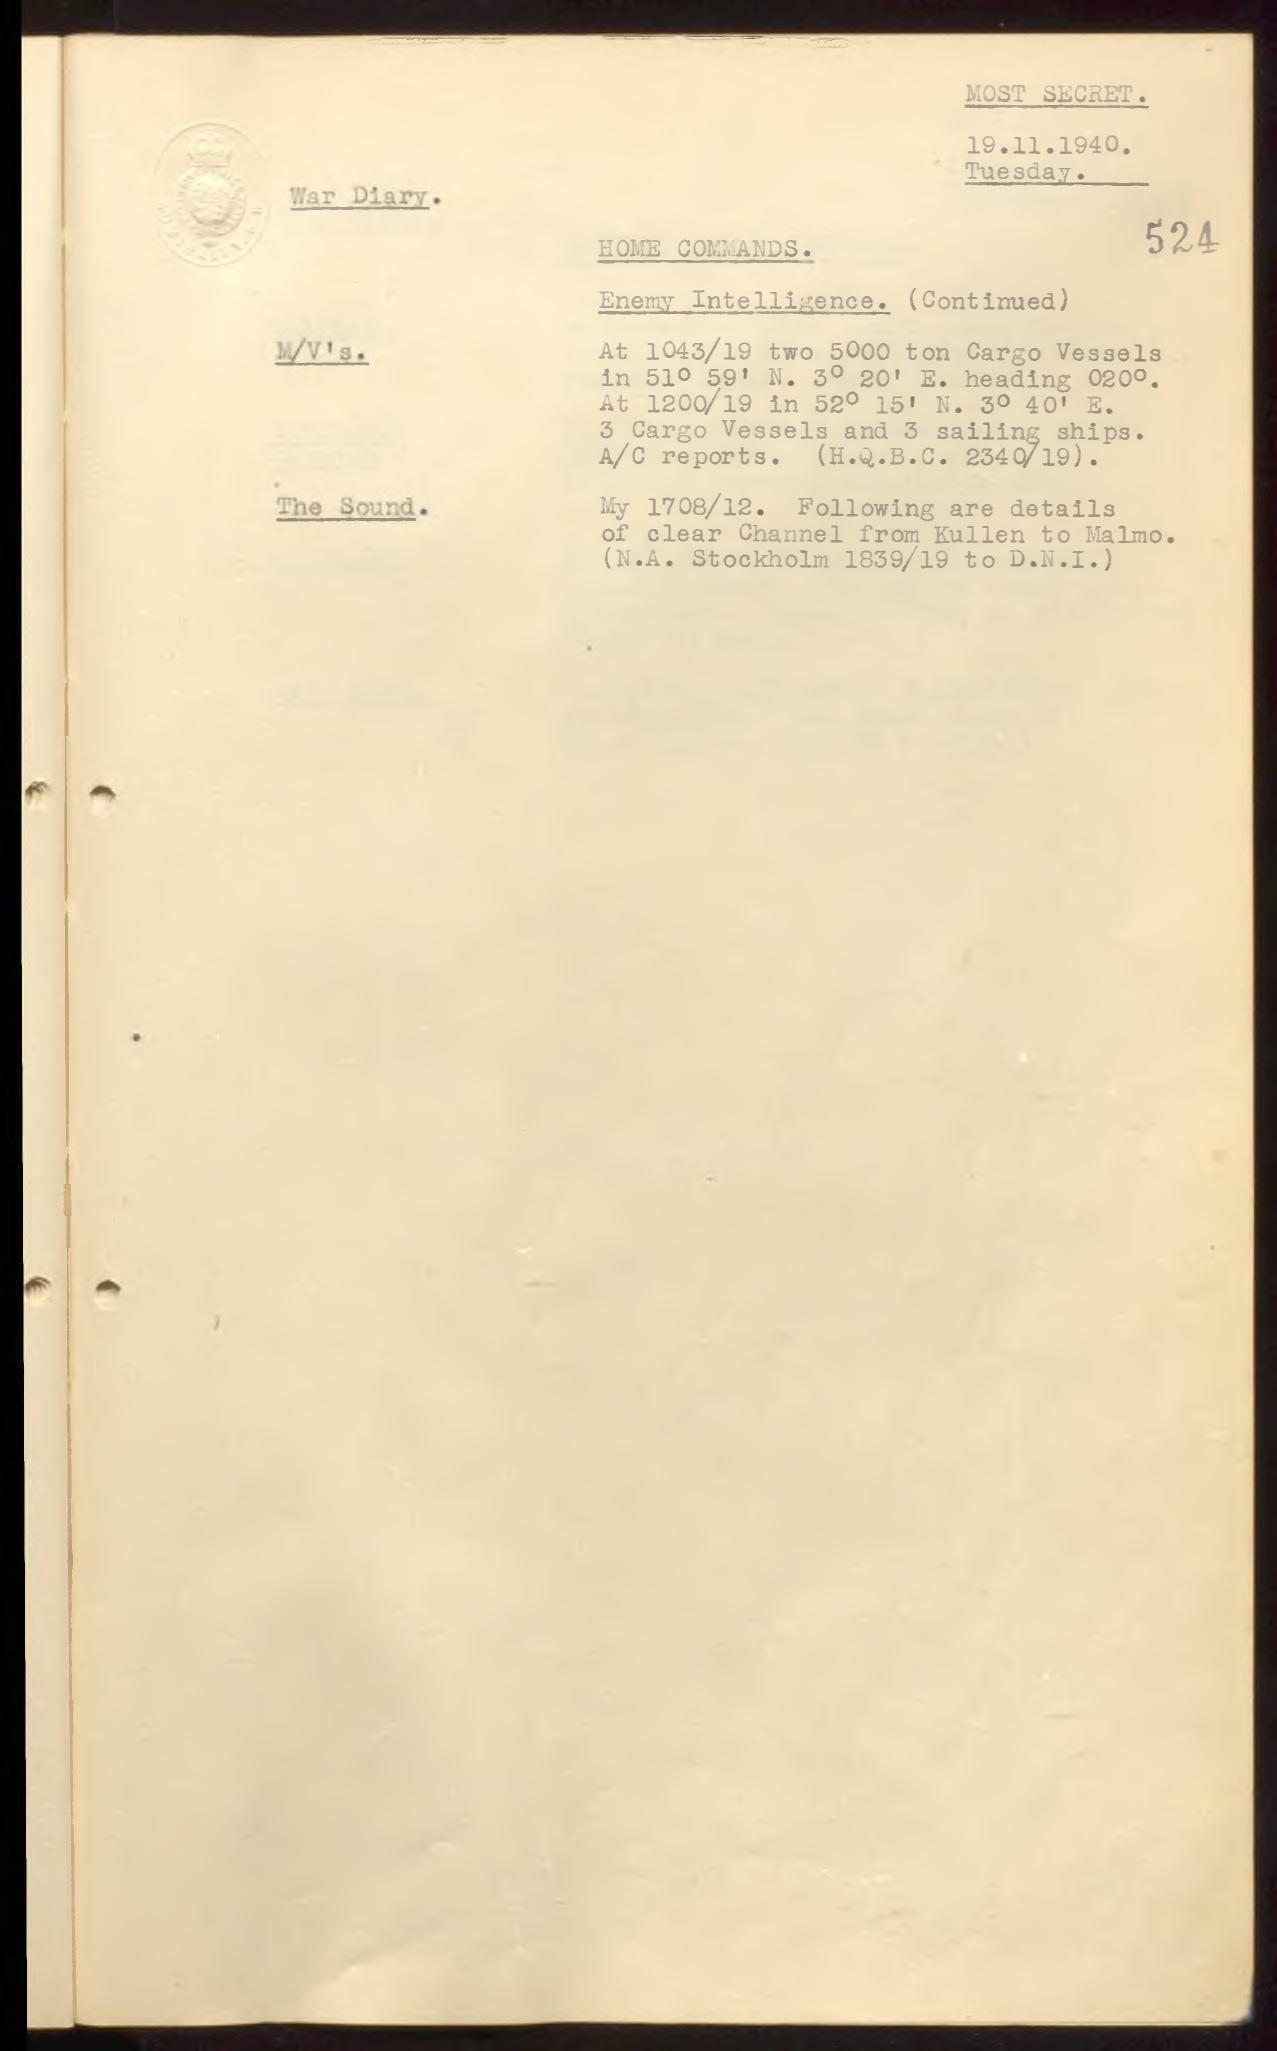 MOST SECRET.
19.11.1940.
Tuesday.
War Diary.
524
HOME COMMANDS.
Enemy Intelligence. (Continued)
M/V's.
At 1043/19 two 5000 ton Cargo Vessels
in 51° 59' N. 3° 20' E. heading 020°.
At 1200/19 in 52° 15' N. 3° 40' E.
3 Cargo Vessels and 3 sailing ships.
A/C reports. (H.Q.B.C. 2340/19).
The Sound.
My 1708/12. Following are details
of clear Channel from Kullen to Malmo.
(N.A. Stockholm 1839/19 to D.N.I.)